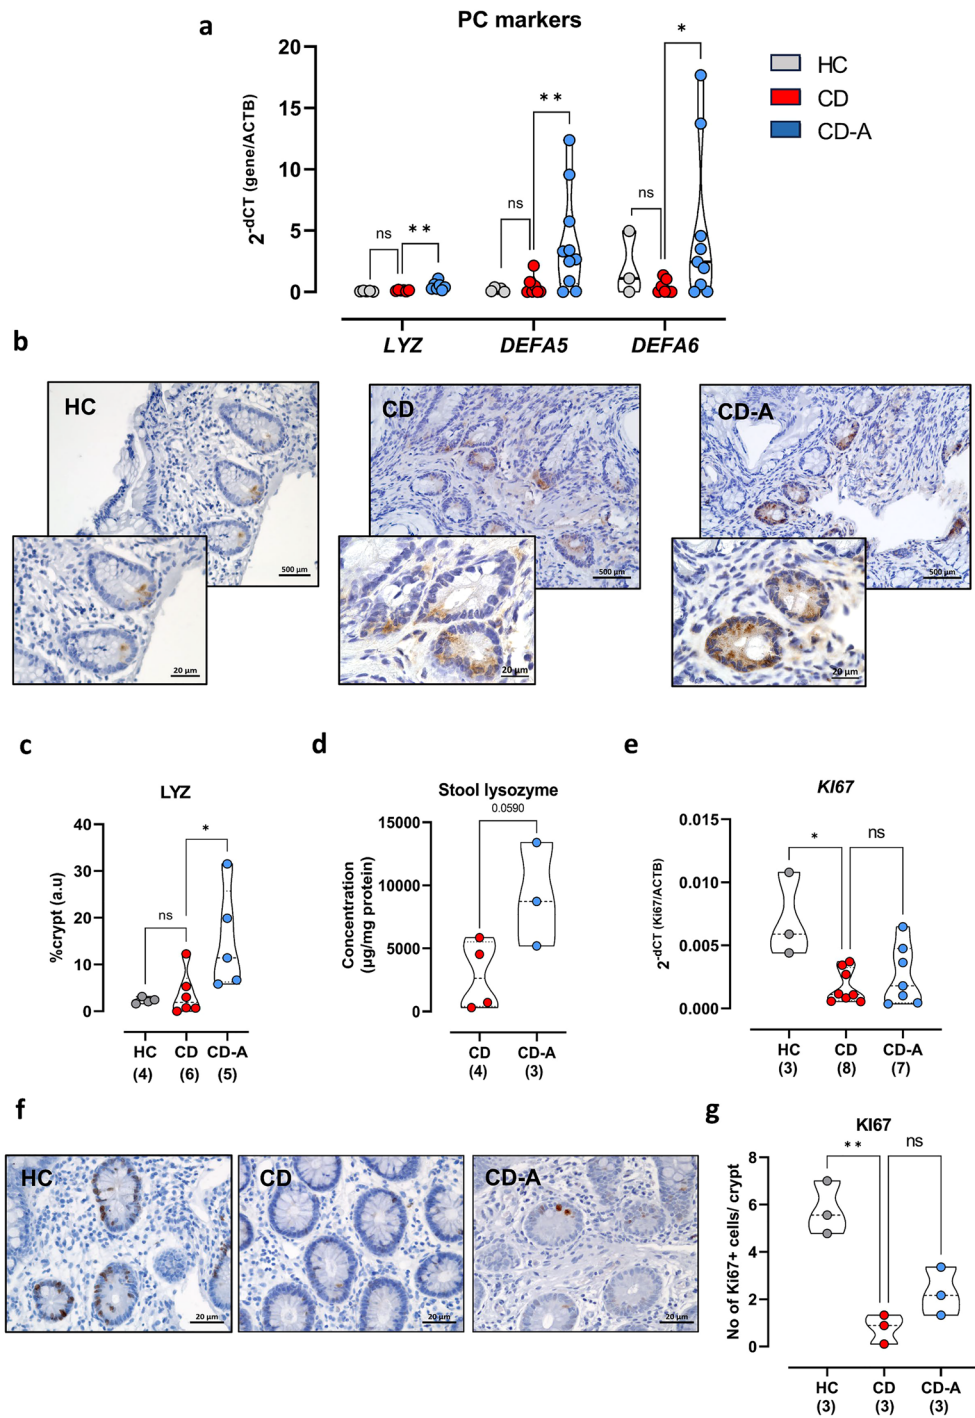 a
PC markers
2-dCT (gene/ACTB)
20
15
10
5
0
ns
**
ns
**
ns
*
HC
CD
CD-A
LYZ
DEFA5
DEFA6
b
HC
500 µm
20 µm
CD
500 µm
20 µm
CD-A
500 µm
20 µm
c
LYZ
%crypt (a.u)
40
30
20
10
0
ns
*
HC
(4)
CD
(6)
CD-A
(5)
d
Stool lysozyme
0.0590
Concentration
(µg/mg protein)
15000
10000
5000
0
CD
(4)
CD-A
(3)
e
KI67
2-dCT (Ki67/ACTB)
0.015
0.010
0.005
0.000
*
ns
HC
(3)
CD
(8)
CD-A
(7)
f
HC
20 µm
CD
20 µm
CD-A
20 µm
g
KI67
No of Ki67+ cells/ crypt
8
6
4
2
0
**
ns
HC
(3)
CD
(3)
CD-A
(3)